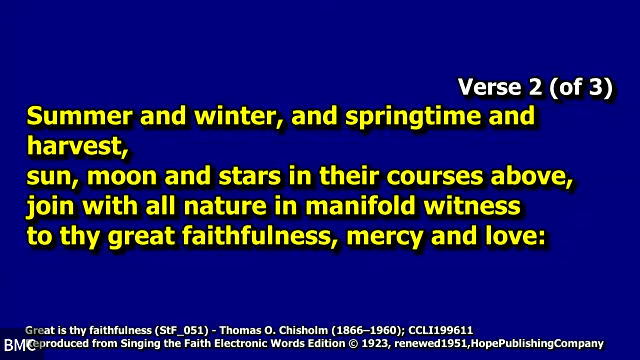 Verse 2 (of 3)
Summer and winter, and springtime and
harvest,
sun, moon and stars in their courses above,
join with all nature in manifold witness
to thy great faithfulness, mercy and love:
Great is thy faithfulness (StF_051) - Thomas O. Chisholm (1866–1960); CCLI199611
Reproduced from Singing the Faith Electronic Words Edition © 1923, renewed1951,HopePublishingCompany
BMC